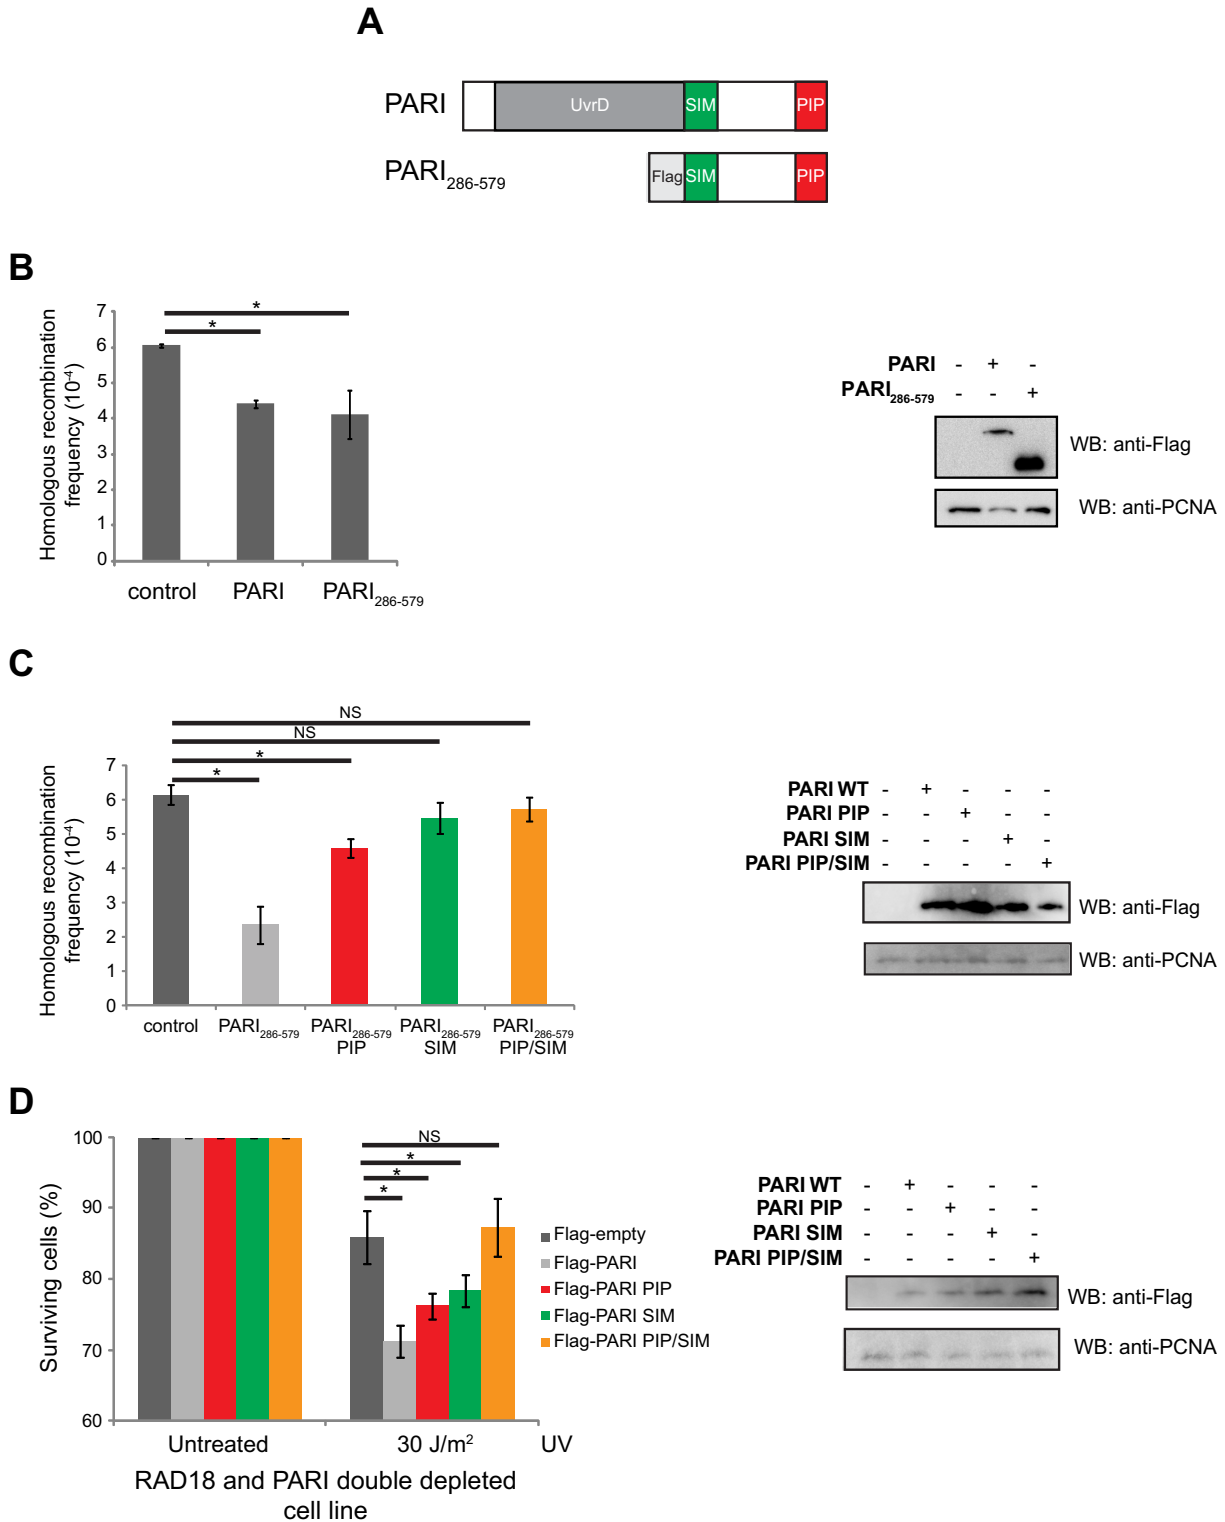 A
PARI
UvrD
SIM
PIP
PARI286-579
Flag
SIM
PIP
B
Homologous recombination
frequency (10-4)
7
6
5
4
3
2
1
0
*
*
control
PARI
PARI286-579
PARI - + -
PARI286-579 - - +
WB: anti-Flag
WB: anti-PCNA
C
Homologous recombination
frequency (10-4)
7
6
5
4
3
2
1
0
NS
NS
*
*
control
PARI286-579
PARI286-579
PIP
PARI286-579
SIM
PARI286-579
PIP/SIM
PARI WT - + - - -
PARI PIP - - + - -
PARI SIM - - - + -
PARI PIP/SIM - - - - +
WB: anti-Flag
WB: anti-PCNA
D
Surviving cells (%)
100
90
80
70
60
NS
*
*
*
Flag-empty
Flag-PARI
Flag-PARI PIP
Flag-PARI SIM
Flag-PARI PIP/SIM
Untreated
30 J/m2
UV
RAD18 and PARI double depleted
cell line
PARI WT - + - - -
PARI PIP - - + - -
PARI SIM - - - + -
PARI PIP/SIM - - - - +
WB: anti-Flag
WB: anti-PCNA